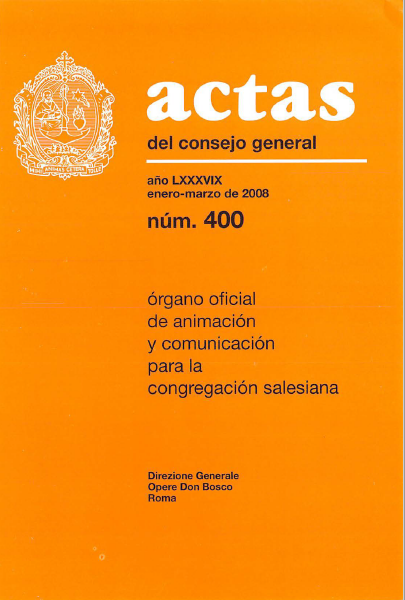 actas
del consejo general
año LXXXVIX
enero-marzo de 2008
núm. 400
órgano oficial
de animación
y comunicación
para la
congregación salesiana
Direzione Generale
Opere Don Bosco
Roma